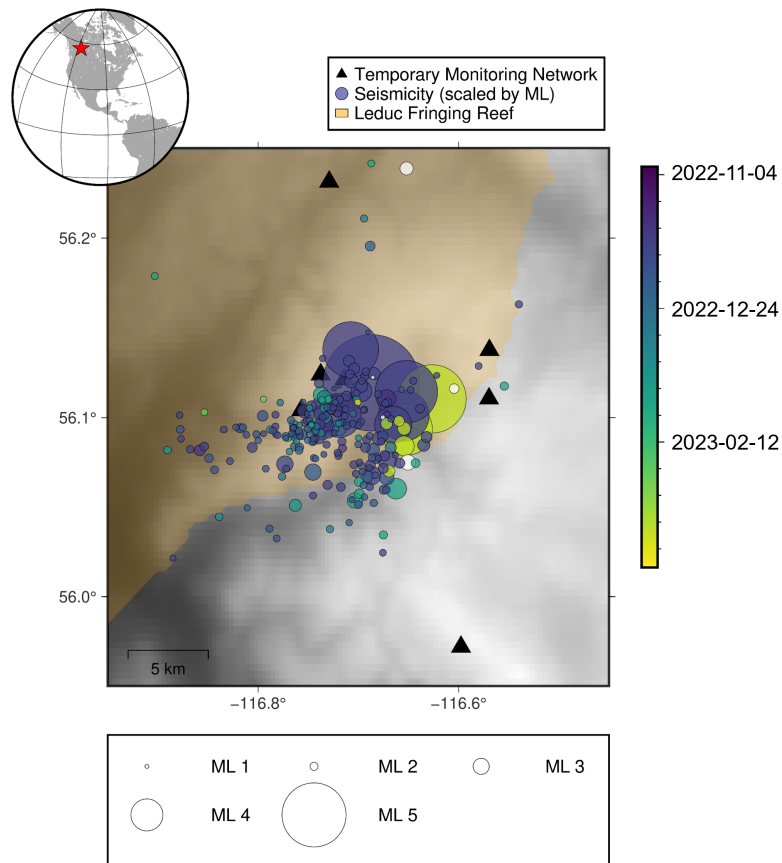 Temporary Monitoring Network
Seismicity (scaled by ML)
Leduc Fringing Reef
2022-11-04
2022-12-24
2023-02-12
56.2°
56.1°
56.0°
5 km
−116.8°
−116.6°
ML 1
ML 2
ML 3
ML 4
ML 5